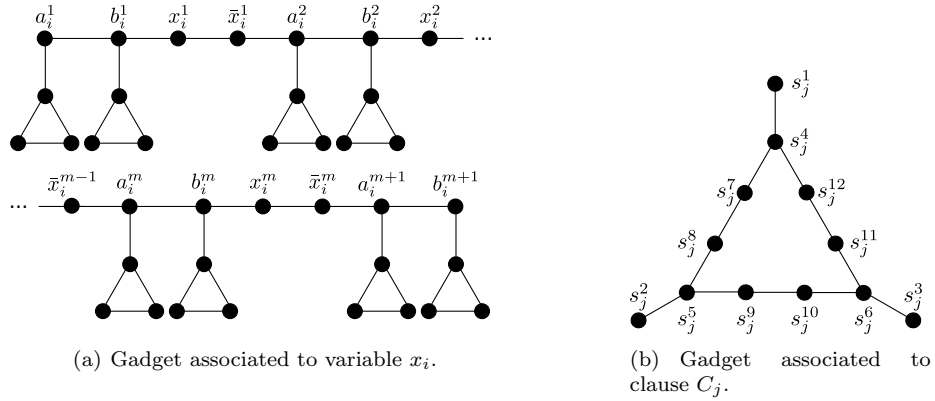 a_i^1 b_i^1 x_i^1 x̄_i^1 a_i^2 b_i^2 x_i^2
...
x̄_i^{m−1} a_i^m b_i^m x_i^m x̄_i^m a_i^{m+1} b_i^{m+1}
...
(a) Gadget associated to variable x_i.
s_j^1
s_j^4
s_j^7 s_j^12
s_j^8 s_j^11
s_j^2 s_j^3
s_j^5 s_j^9 s_j^10 s_j^6
(b) Gadget associated to
clause C_j.